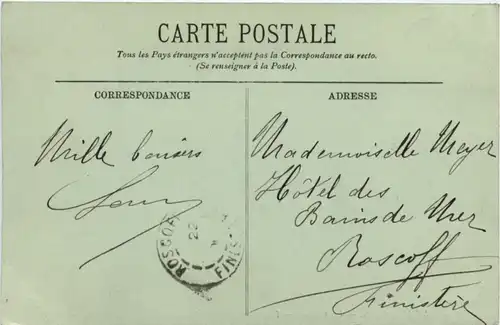 CARTE POSTALE
Tous les Pays étrangers n'acceptent pas la Correspondance au recto.
(Se renseigner à la Poste).
CORRESPONDANCE
Mille baisers
ADRESSE
Mademoiselle Meyer
Hôtel des
Bains de Mer
Roscoff
Finistère
ROSCOFF
22
FINIS